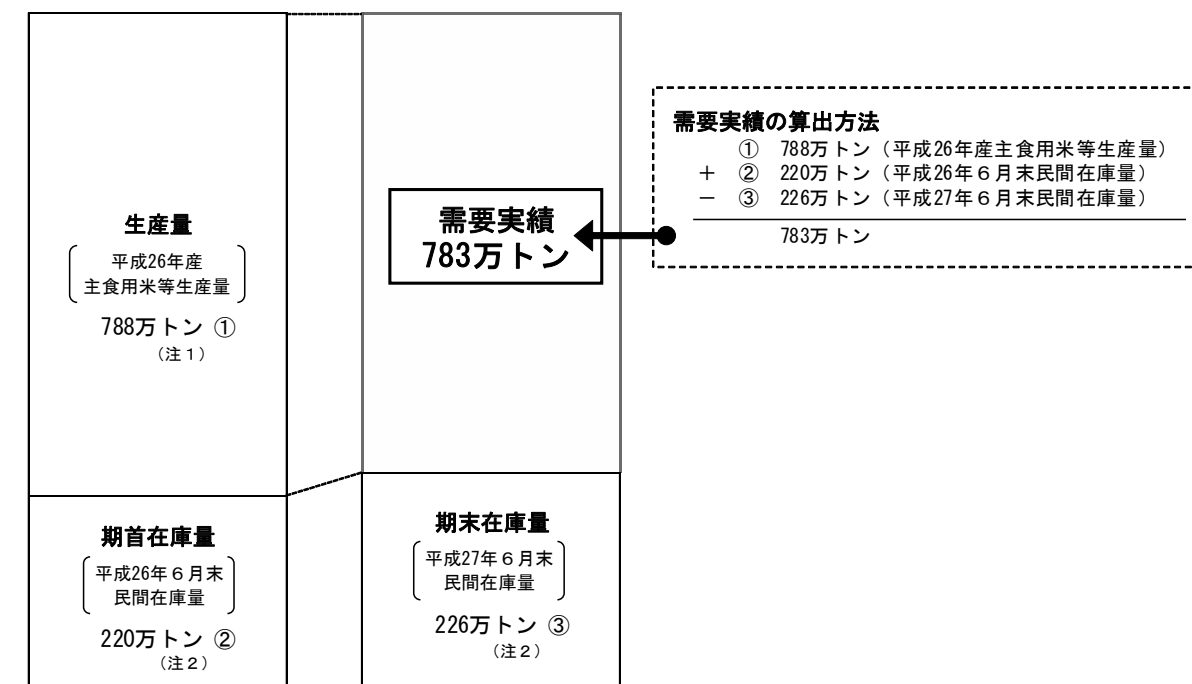 生産量
平成26年産
主食用米等生産量
788万トン ①
（注１）
期首在庫量
平成26年６月末
民間在庫量
220万トン ②
（注２）
需要実績
783万トン
期末在庫量
平成27年６月末
民間在庫量
226万トン ③
（注２）
需要実績の算出方法
① 788万トン（平成26年産主食用米等生産量）
＋ ② 220万トン（平成26年６月末民間在庫量）
－ ③ 226万トン（平成27年６月末民間在庫量）
783万トン